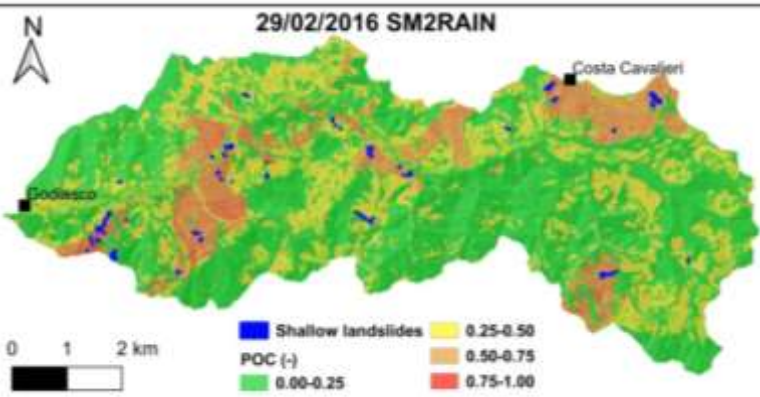 29/02/2016 SM2RAIN
N
Costa Cavalieri
Godiasco
Shallow landslides
POC (-)
0.00-0.25
0.25-0.50
0.50-0.75
0.75-1.00
0 1 2 km